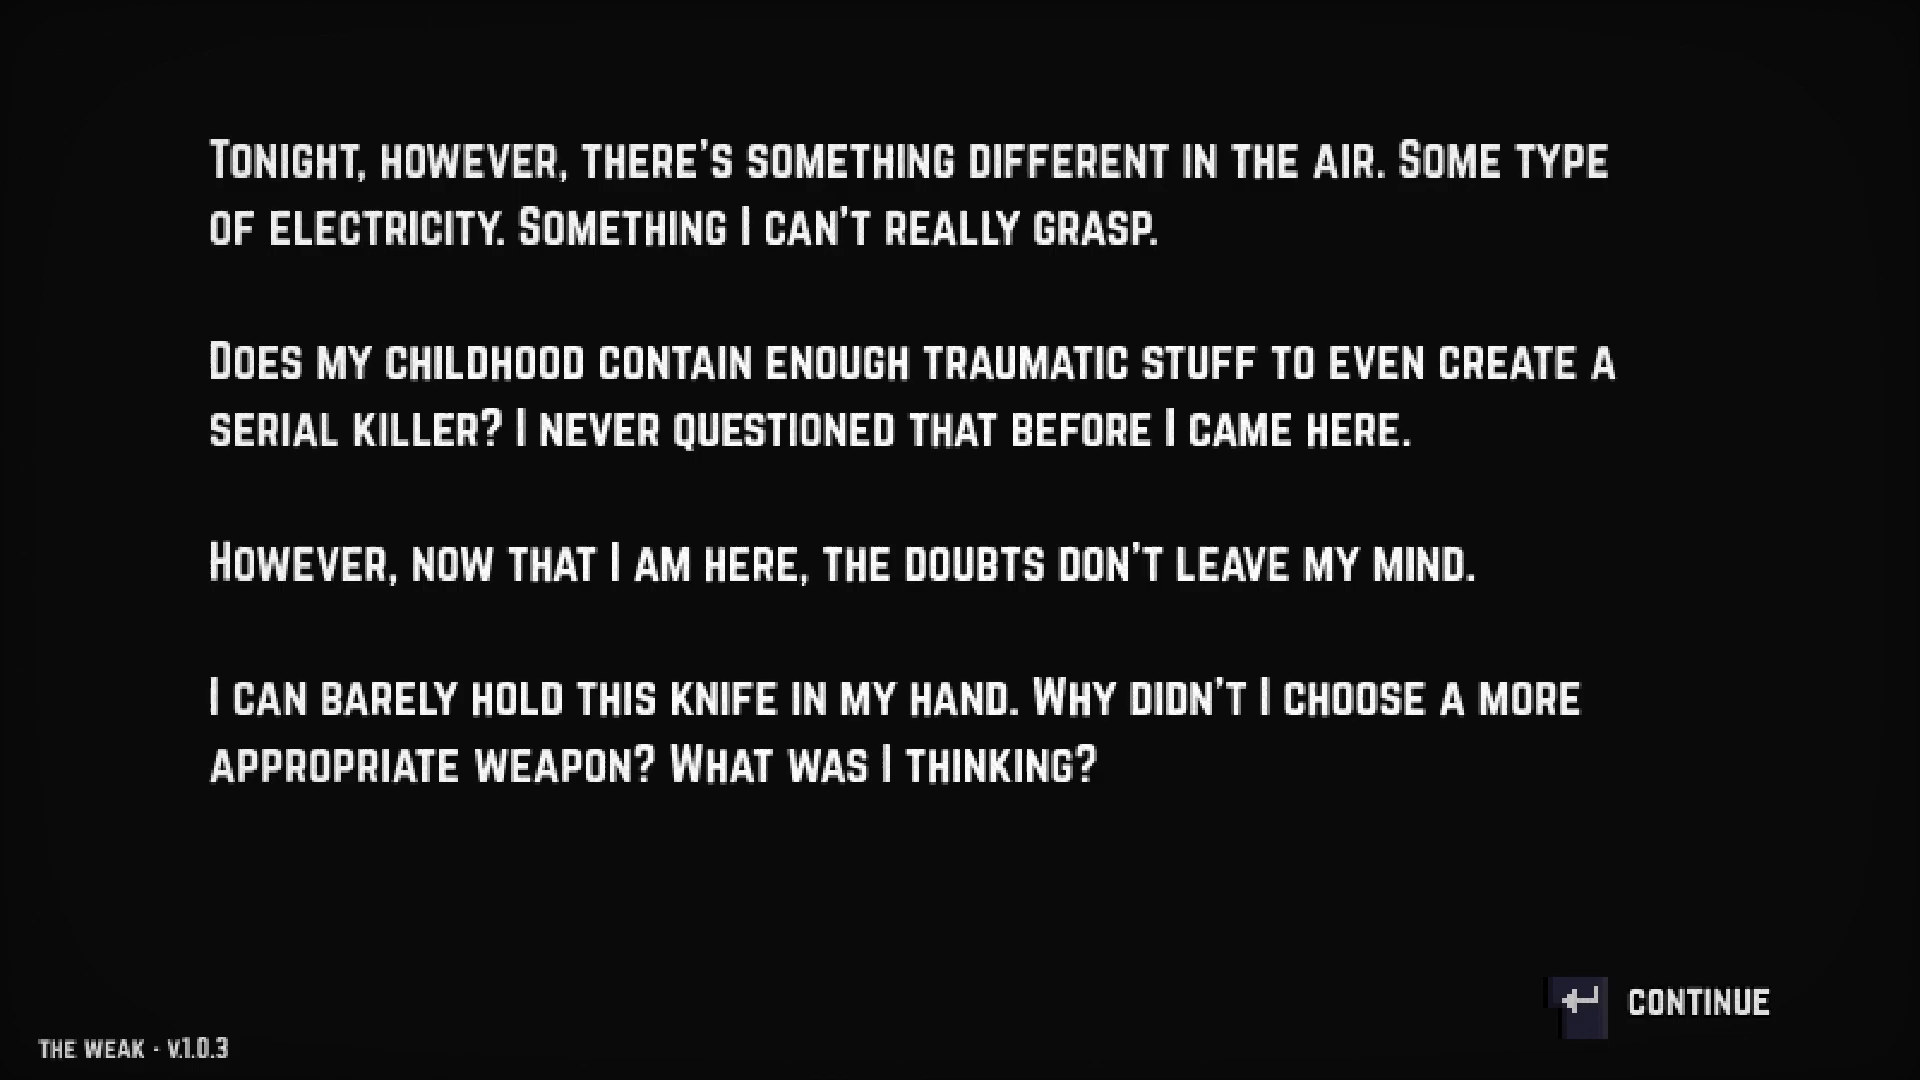 Tonight, however, there's something different in the air. Some type
of electricity. Something I can't really grasp.
Does my childhood contain enough traumatic stuff to even create a
serial killer? I never questioned that before I came here.
However, now that I am here, the doubts don't leave my mind.
I can barely hold this knife in my hand. Why didn't I choose a more
appropriate weapon? What was I thinking?
continue
the weak - v.1.0.3